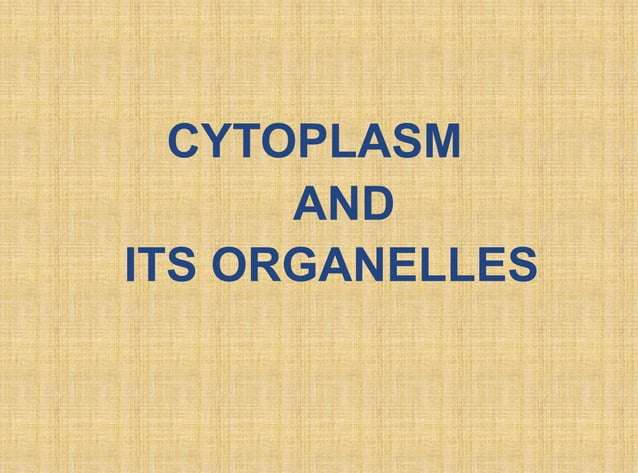 CYTOPLASM
AND
ITS ORGANELLES